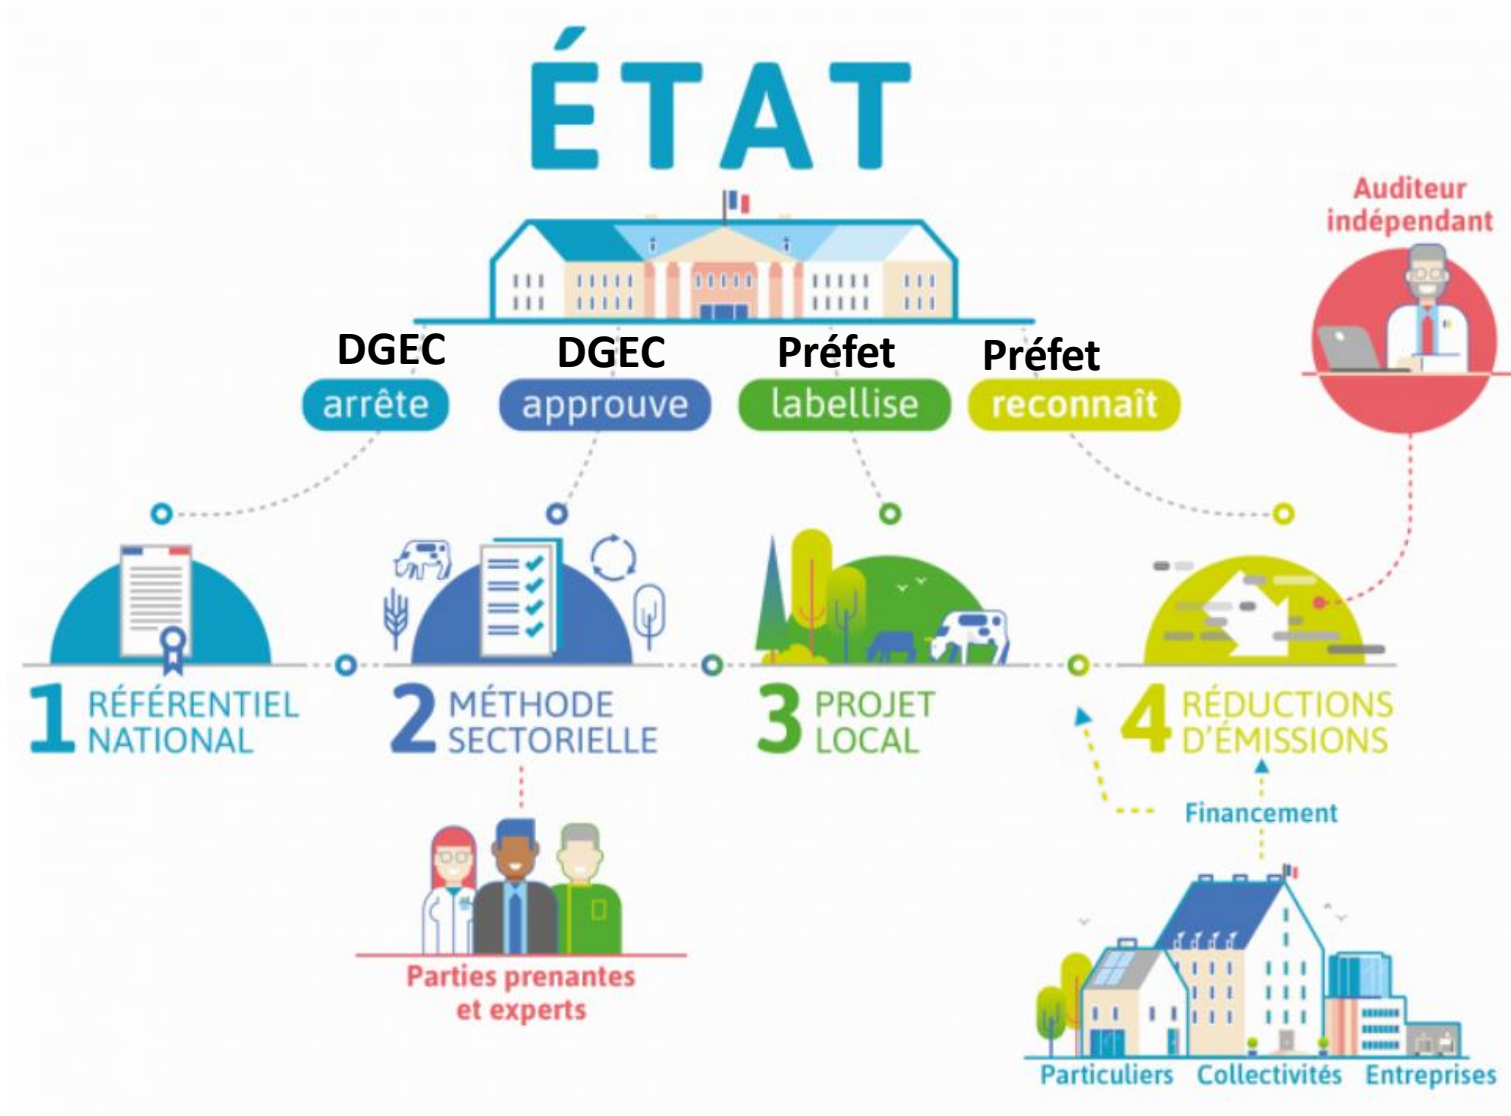 ÉTAT
Auditeur
indépendant
DGEC
DGEC
Préfet
Préfet
arrête
approuve
labellise
reconnaît
1 RÉFÉRENTIEL
NATIONAL
2 MÉTHODE
SECTORIELLE
3 PROJET
LOCAL
4 RÉDUCTIONS
D'ÉMISSIONS
Financement
Parties prenantes
et experts
Particuliers
Collectivités
Entreprises